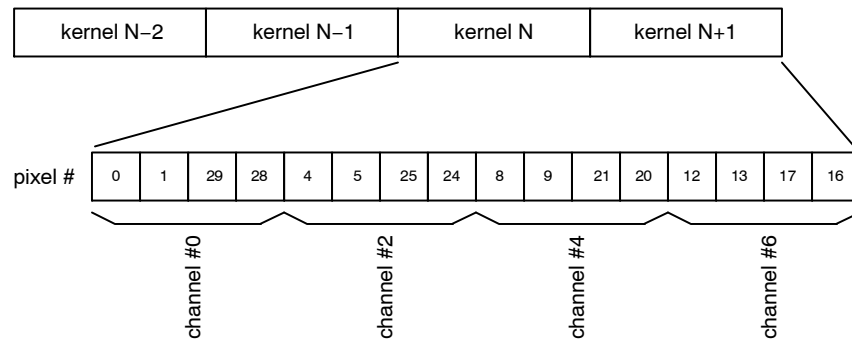 kernel N−2 kernel N−1 kernel N kernel N+1
pixel # 0 1 29 28 4 5 25 24 8 9 21 20 12 13 17 16
channel #0
channel #2
channel #4
channel #6